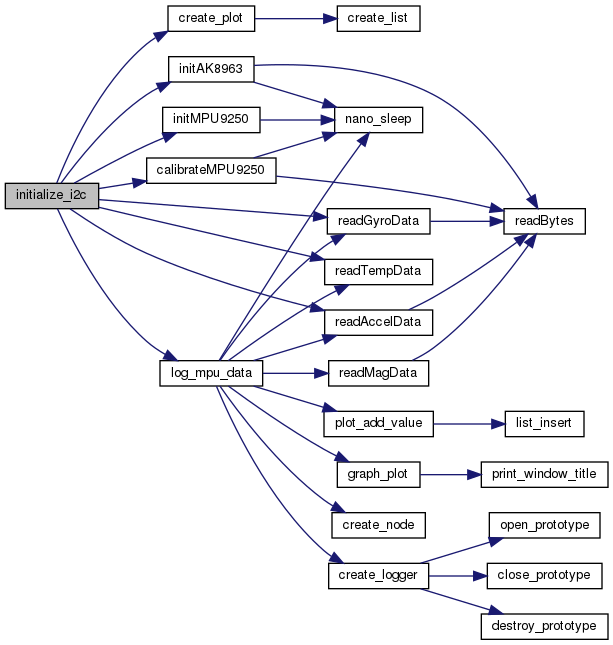 create_plot
create_list
initAK8963
initMPU9250
nano_sleep
calibrateMPU9250
initialize_i2c
readGyroData
readBytes
readTempData
readAccelData
log_mpu_data
readMagData
plot_add_value
list_insert
graph_plot
print_window_title
create_node
open_prototype
create_logger
close_prototype
destroy_prototype